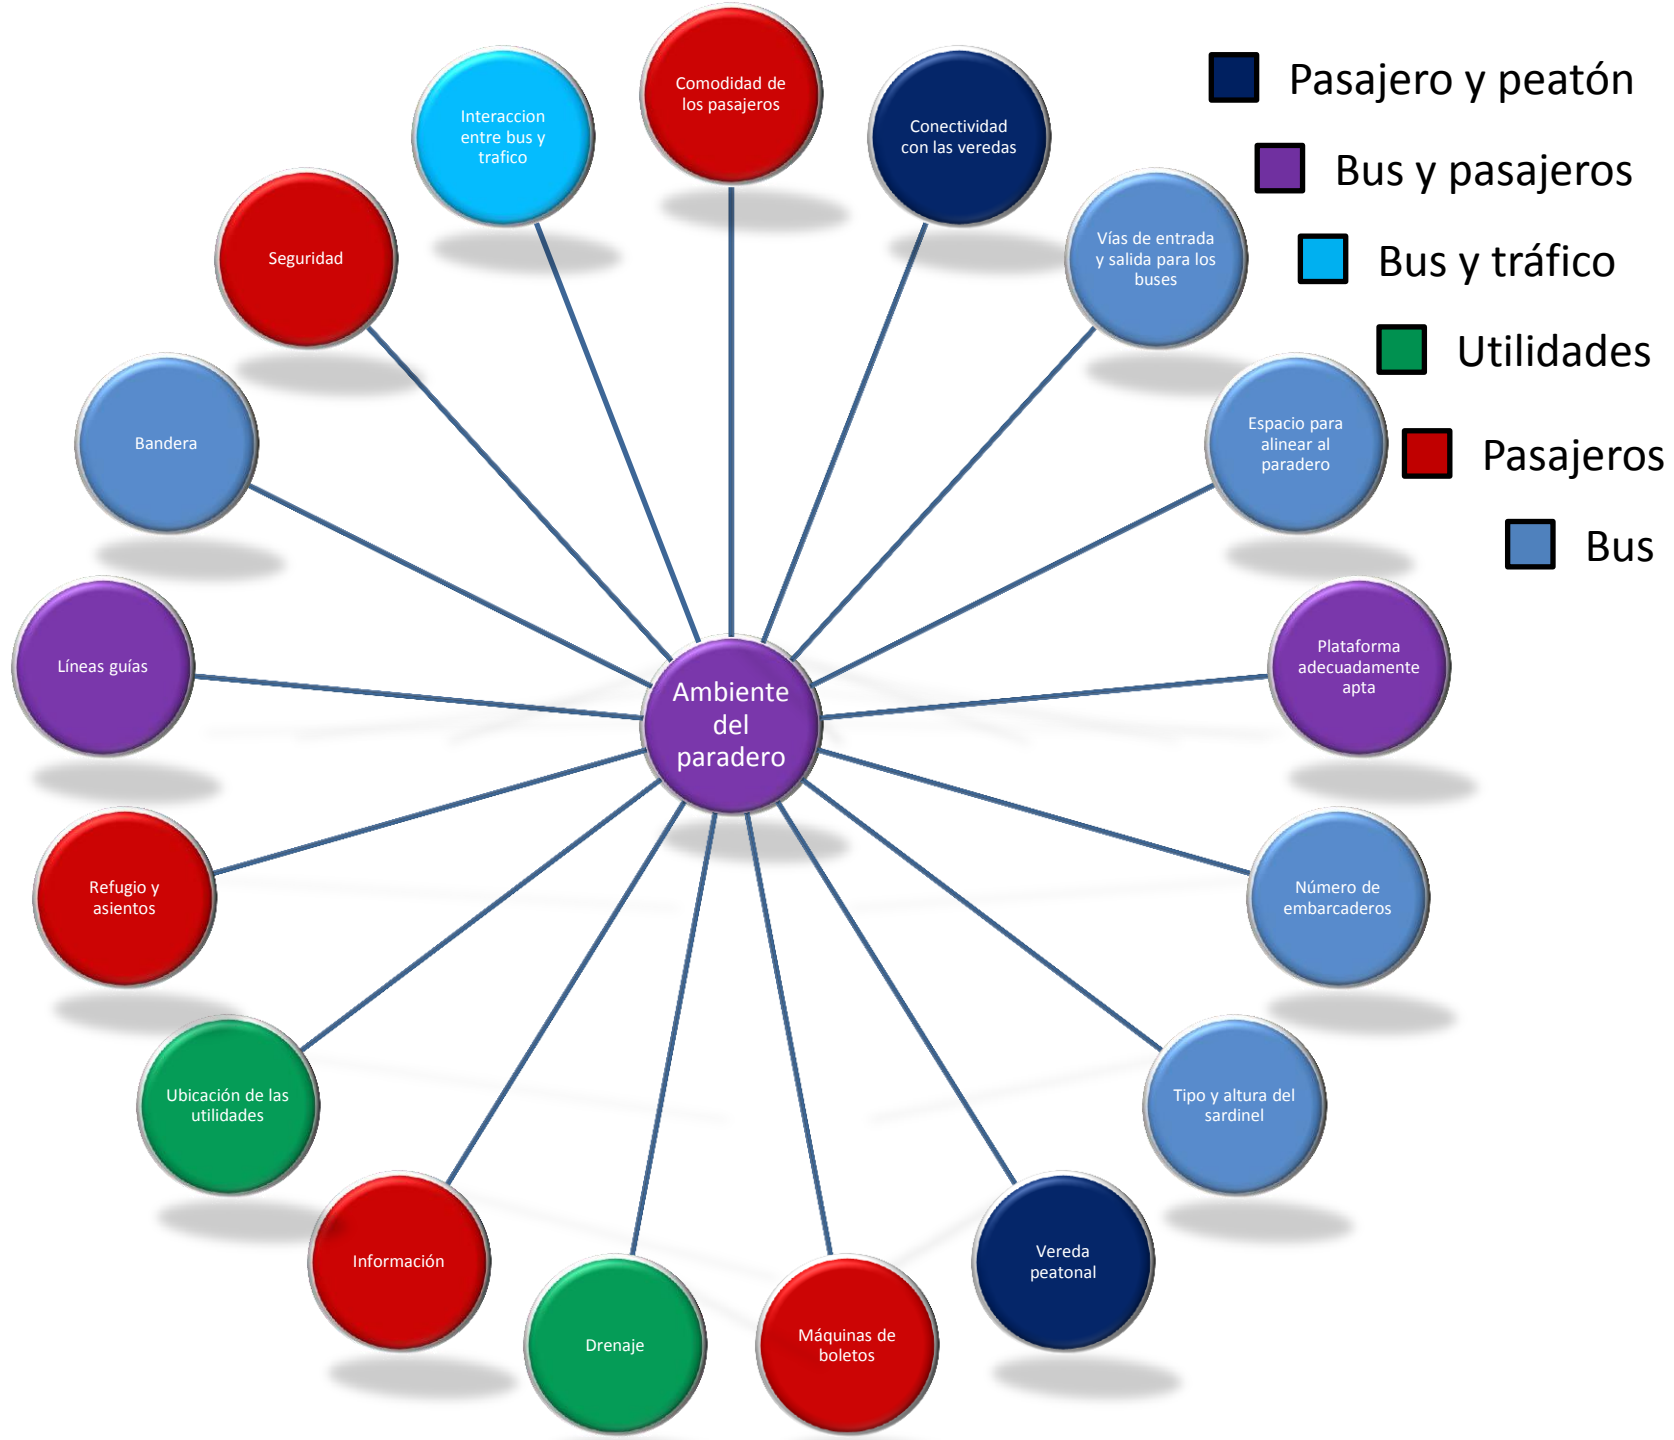 Comodidad de
los pasajeros
Conectividad
con las veredas
Vías de entrada
y salida para los
buses
Espacio para
alinear al
paradero
Plataforma
adecuadamente
apta
Número de
embarcaderos
Tipo y altura del
sardinel
Vereda
peatonal
Máquinas de
boletos
Drenaje
Información
Ubicación de las
utilidades
Refugio y
asientos
Líneas guías
Bandera
Seguridad
Interaccion
entre bus y
trafico
Ambiente
del
paradero
Pasajero y peatón
Bus y pasajeros
Bus y tráfico
Utilidades
Pasajeros
Bus